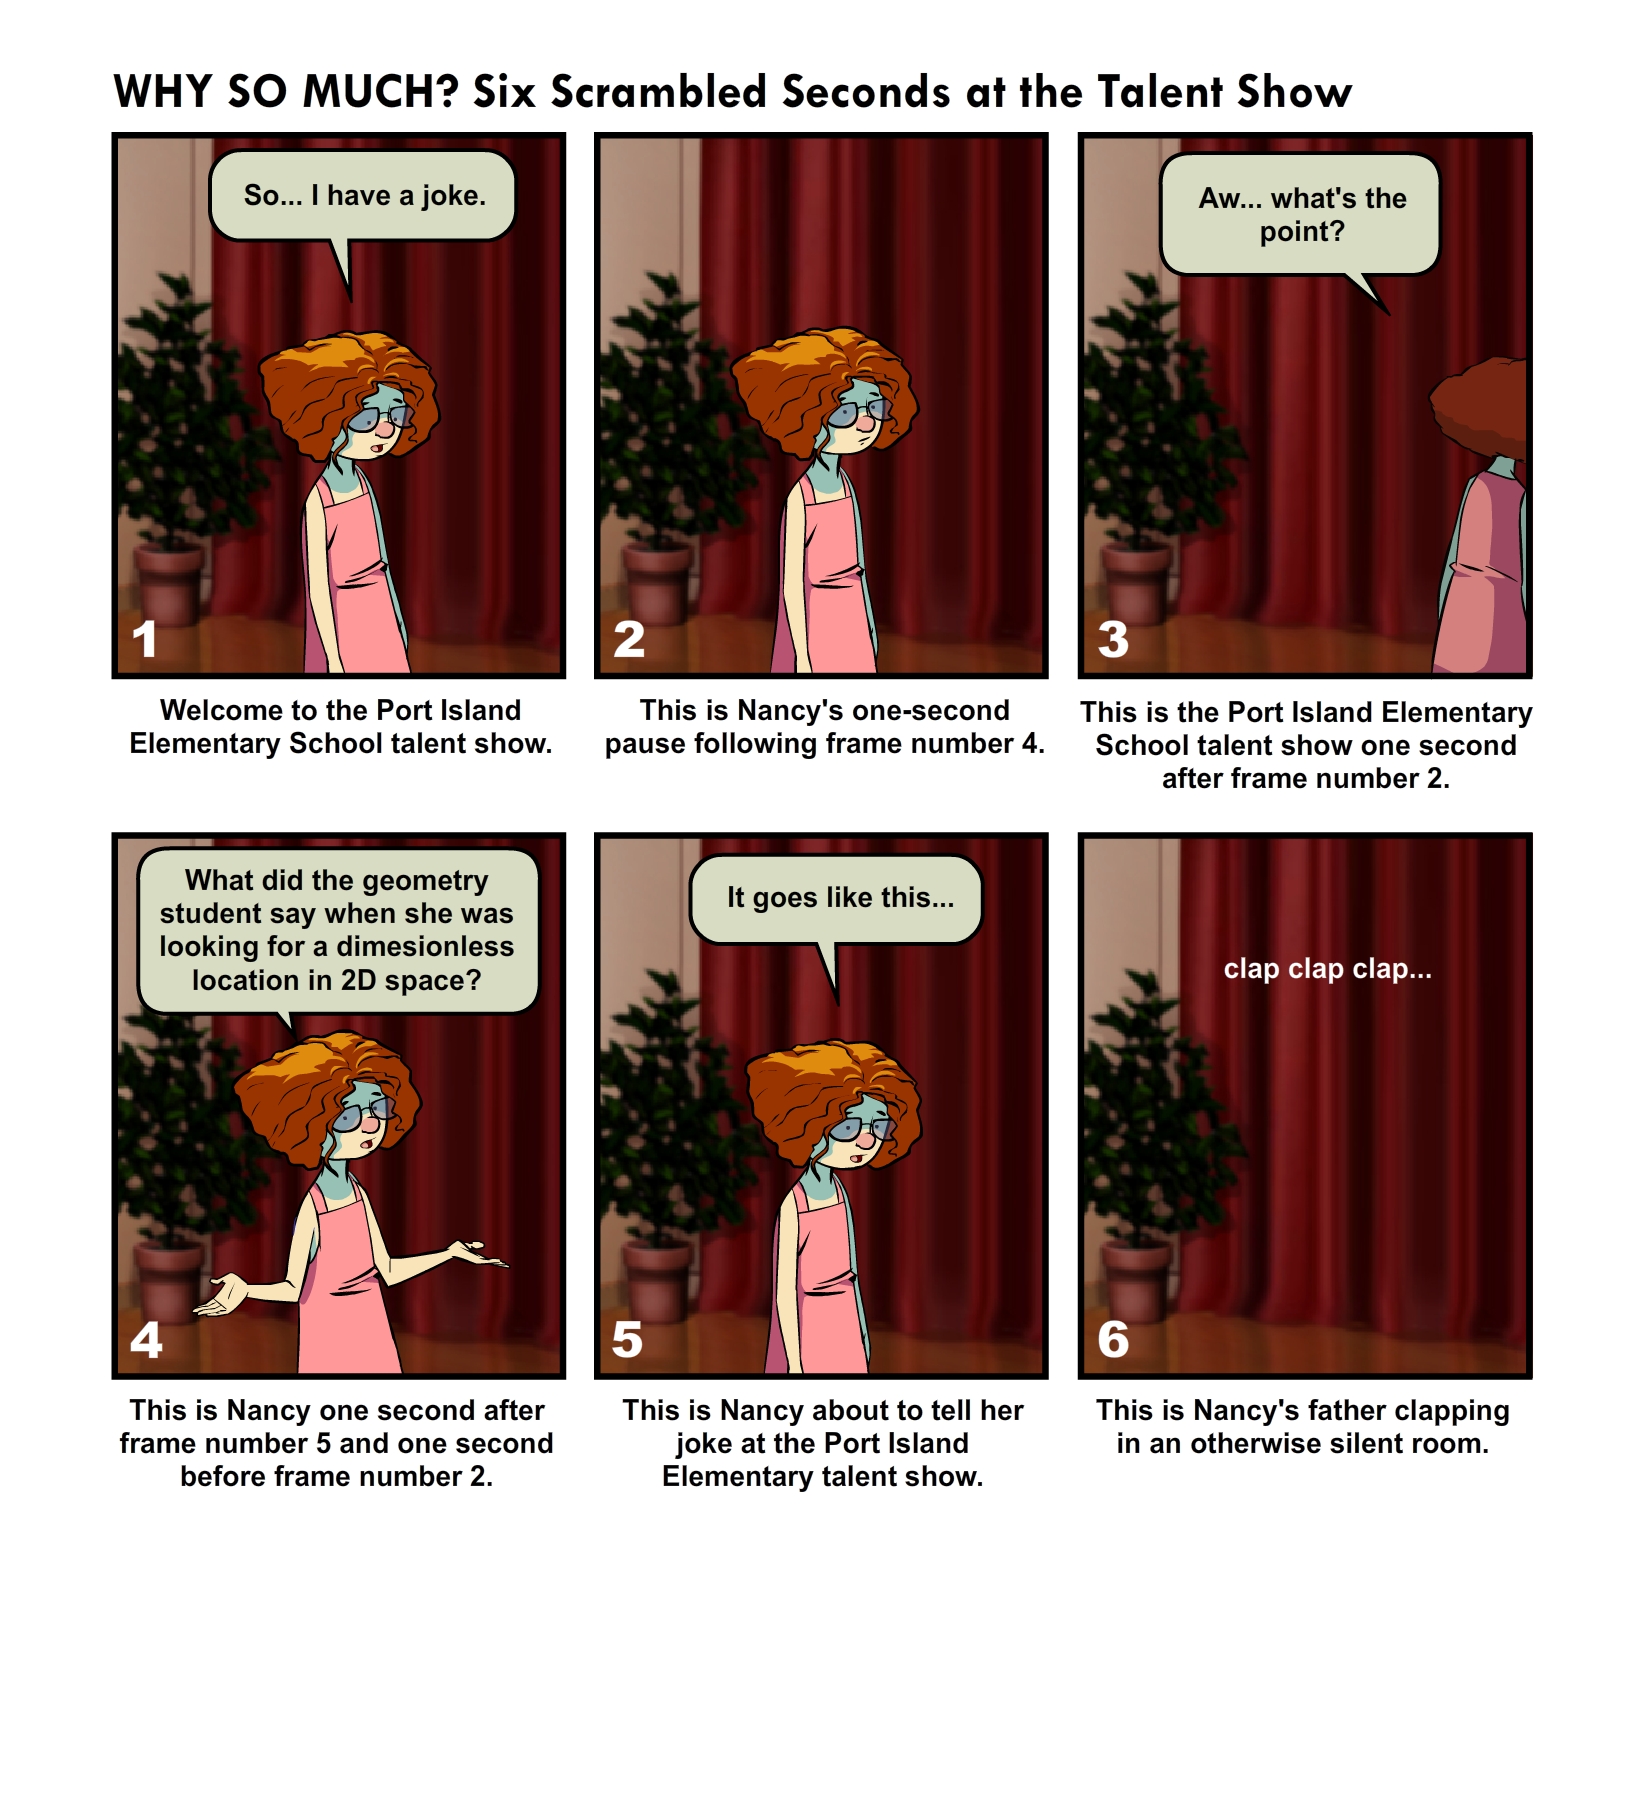 WHY SO MUCH? Six Scrambled Seconds at the Talent Show
So... I have a joke.
1
Welcome to the Port Island
Elementary School talent show.
2
This is Nancy's one-second
pause following frame number 4.
Aw... what's the
point?
3
This is the Port Island Elementary
School talent show one second
after frame number 2.
What did the geometry
student say when she was
looking for a dimesionless
location in 2D space?
4
This is Nancy one second after
frame number 5 and one second
before frame number 2.
It goes like this...
5
This is Nancy about to tell her
joke at the Port Island
Elementary talent show.
clap clap clap...
6
This is Nancy's father clapping
in an otherwise silent room.